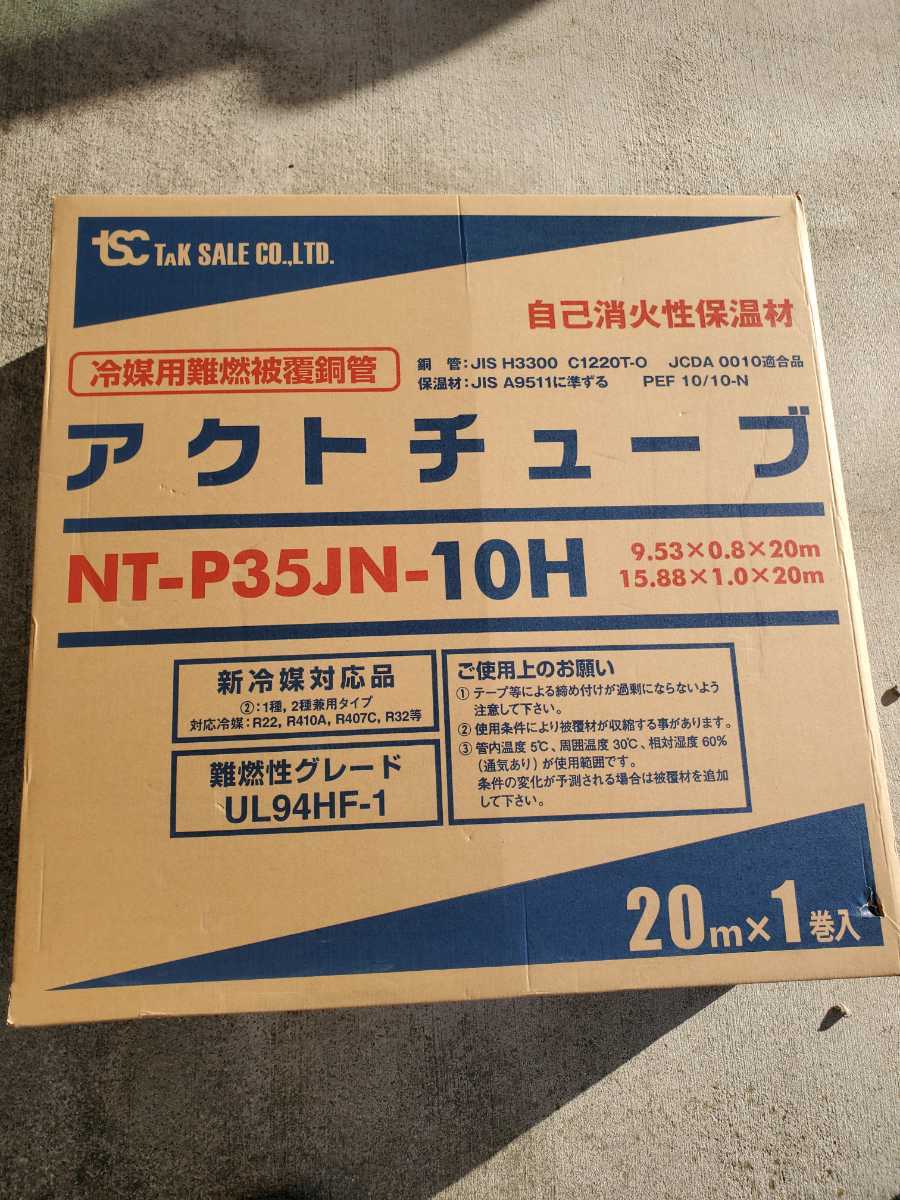 tsc TAK SALE CO.,LTD.
自己消火性保温材
冷媒用難燃被覆銅管
銅　管：JIS H3300 C1220T-O JCDA 0010適合品
保温材：JIS A9511に準ずる PEF 10/10-N
アクトチューブ
NT-P35JN-10H
9.53×0.8×20m
15.88×1.0×20m
新冷媒対応品
②：1種，2種兼用タイプ
対応冷媒：R22，R410A，R407C，R32等
難燃性グレード
UL94HF-1
ご使用上のお願い
① テープ等による締め付けが過剰にならないよう
注意して下さい。
② 使用条件により被覆材が収縮する事があります。
③ 管内温度 5℃、周囲温度 30℃、相対湿度 60%
（通気あり）が使用範囲です。
条件の変化が予測される場合は被覆材を追加
して下さい。
20m×1巻入